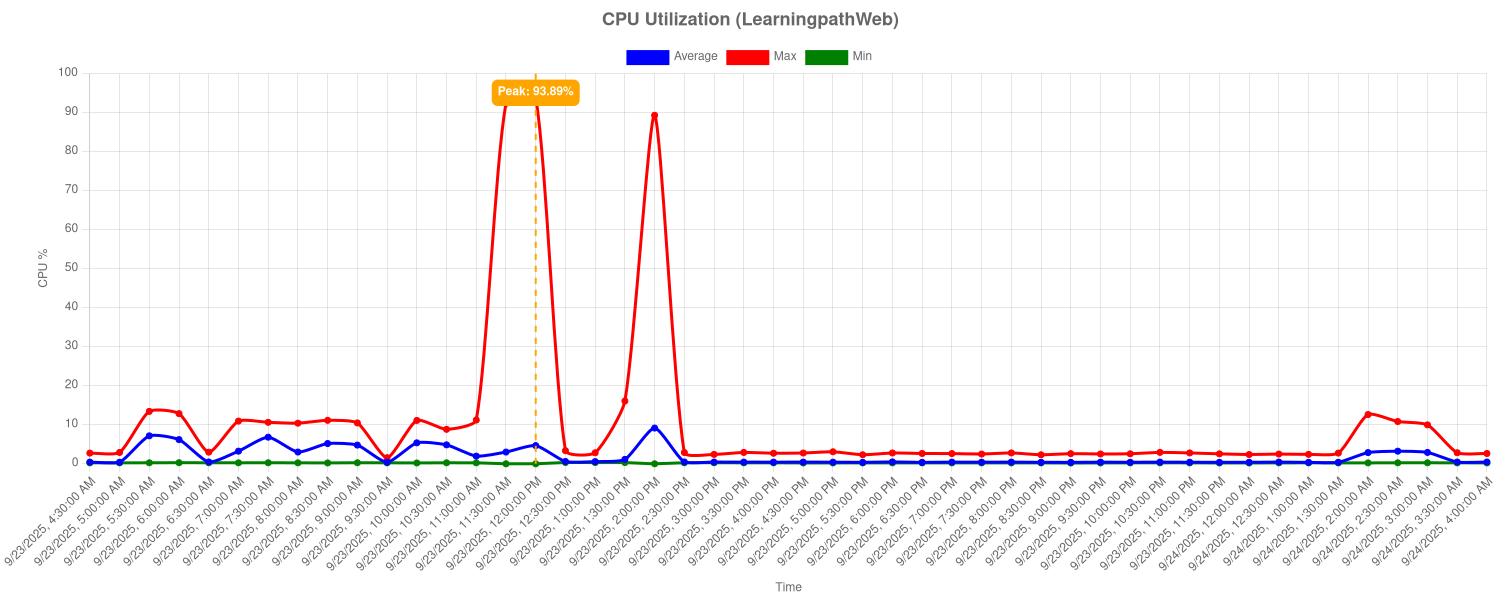 CPU Utilization (LearningpathWeb)
Average Max Min
100
Peak: 93.89%
90
80
70
60
50
40
30
20
10
0
CPU %
9/23/2025, 4:30:00 AM
9/23/2025, 5:00:00 AM
9/23/2025, 5:30:00 AM
9/23/2025, 6:00:00 AM
9/23/2025, 6:30:00 AM
9/23/2025, 7:00:00 AM
9/23/2025, 7:30:00 AM
9/23/2025, 8:00:00 AM
9/23/2025, 8:30:00 AM
9/23/2025, 9:00:00 AM
9/23/2025, 9:30:00 AM
9/23/2025, 10:00:00 AM
9/23/2025, 10:30:00 AM
9/23/2025, 11:00:00 AM
9/23/2025, 11:30:00 AM
9/23/2025, 12:00:00 PM
9/23/2025, 12:30:00 PM
9/23/2025, 1:00:00 PM
9/23/2025, 1:30:00 PM
9/23/2025, 2:00:00 PM
9/23/2025, 2:30:00 PM
9/23/2025, 3:00:00 PM
9/23/2025, 3:30:00 PM
9/23/2025, 4:00:00 PM
9/23/2025, 4:30:00 PM
9/23/2025, 5:00:00 PM
9/23/2025, 5:30:00 PM
9/23/2025, 6:00:00 PM
9/23/2025, 6:30:00 PM
9/23/2025, 7:00:00 PM
9/23/2025, 7:30:00 PM
9/23/2025, 8:00:00 PM
9/23/2025, 8:30:00 PM
9/23/2025, 9:00:00 PM
9/23/2025, 9:30:00 PM
9/23/2025, 10:00:00 PM
9/23/2025, 10:30:00 PM
9/23/2025, 11:00:00 PM
9/23/2025, 11:30:00 PM
9/24/2025, 12:00:00 AM
9/24/2025, 12:30:00 AM
9/24/2025, 1:00:00 AM
9/24/2025, 1:30:00 AM
9/24/2025, 2:00:00 AM
9/24/2025, 2:30:00 AM
9/24/2025, 3:00:00 AM
9/24/2025, 3:30:00 AM
9/24/2025, 4:00:00 AM
Time